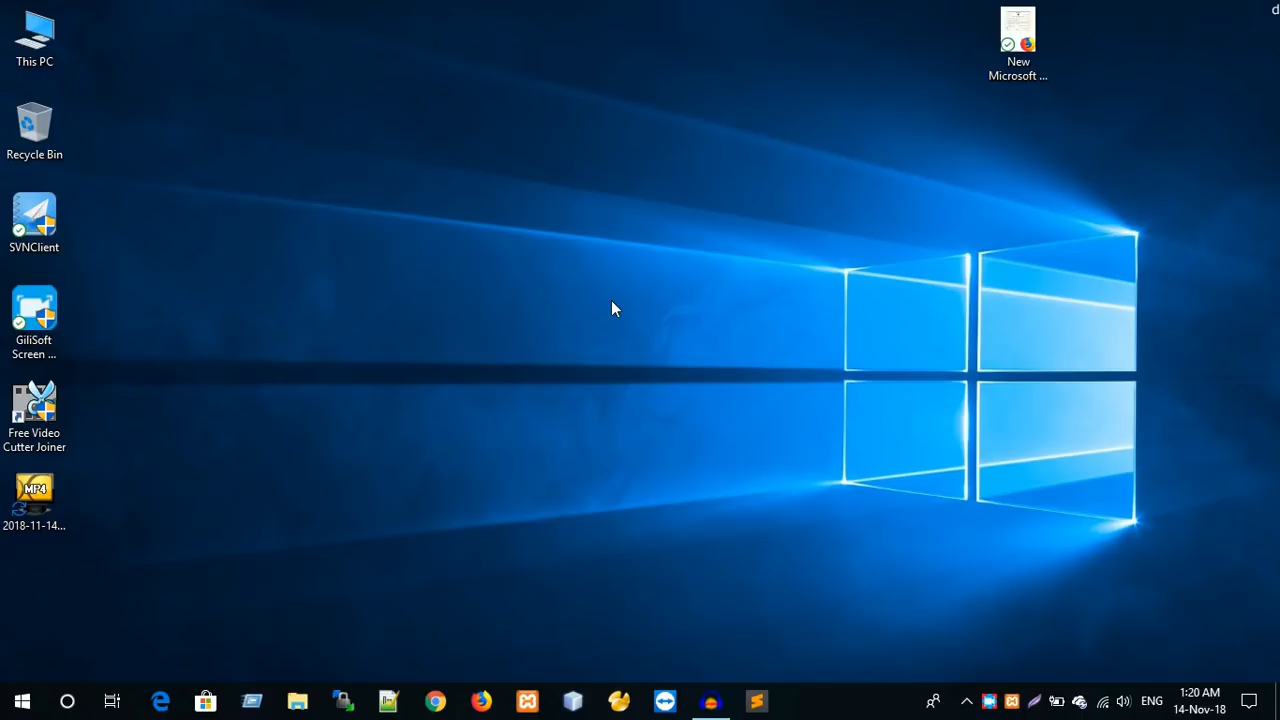 This PC
Recycle Bin
SVNClient
GiliSoft
Screen ...
Free Video
Cutter Joiner
MP4
2018-11-14...
New
Microsoft ...
d
ENG
1:20 AM
14-Nov-18